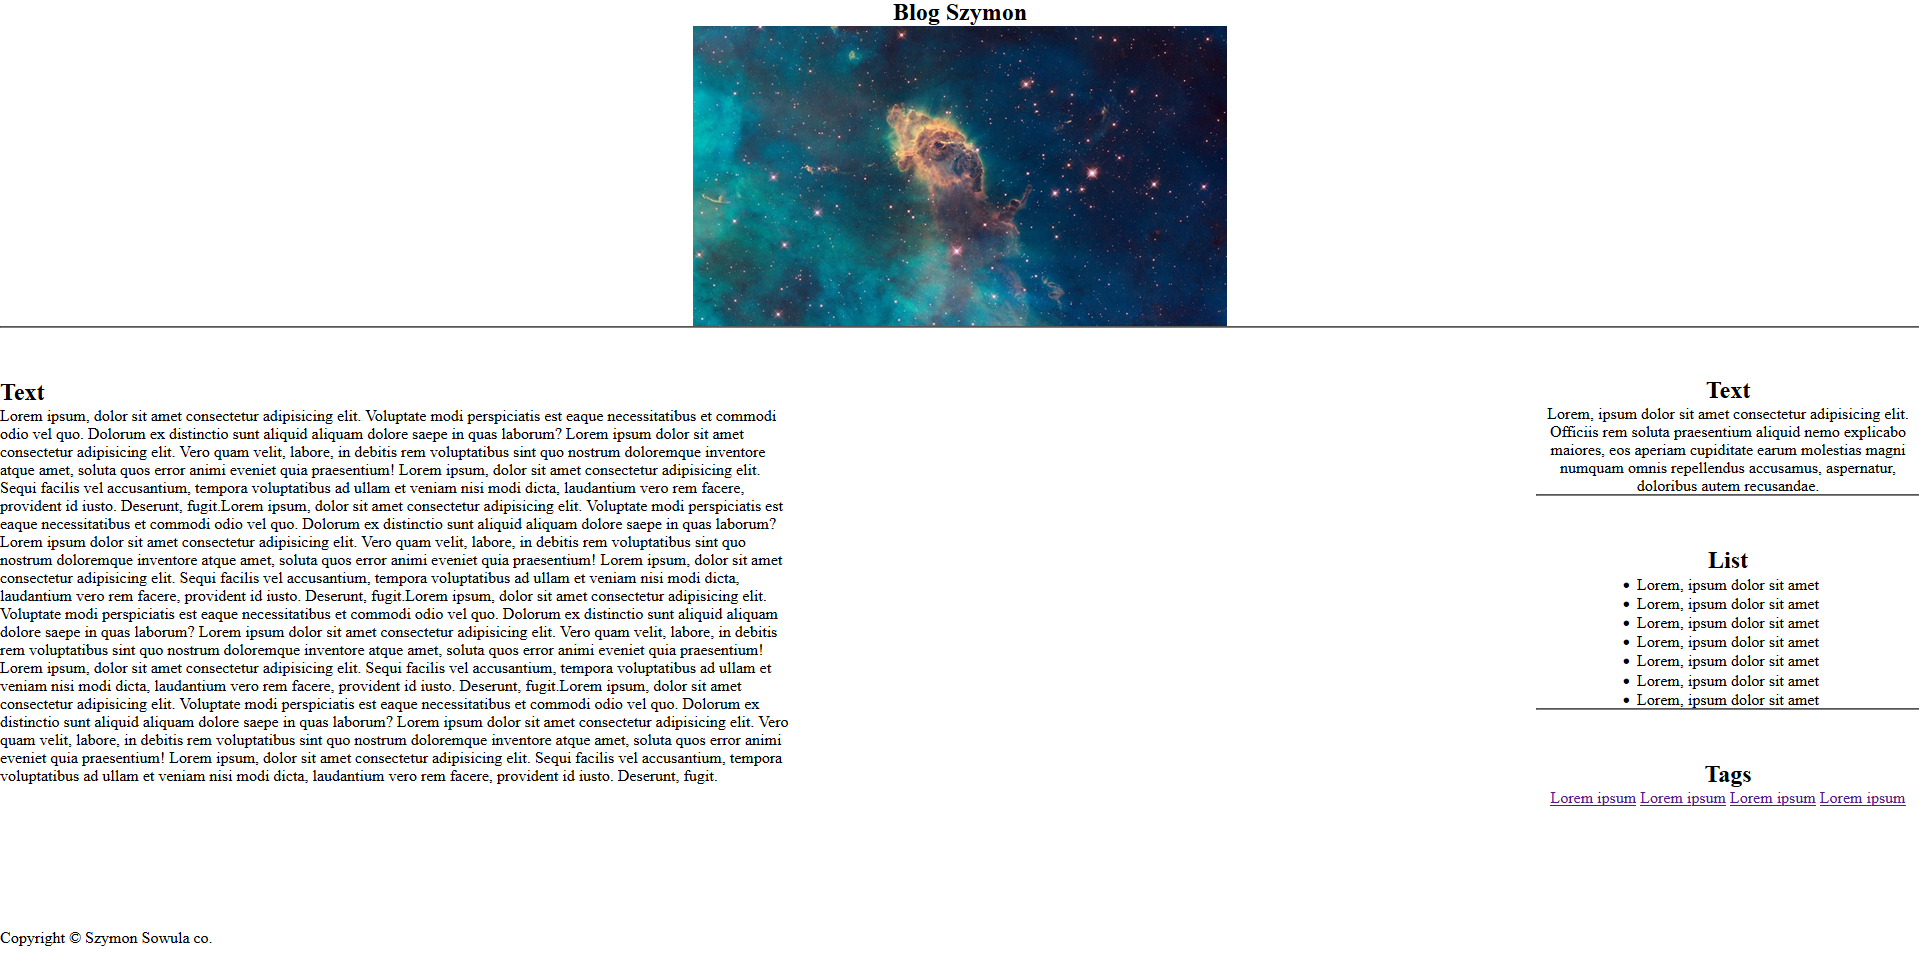 Blog Szymon
Text
Lorem ipsum, dolor sit amet consectetur adipisicing elit. Voluptate modi perspiciatis est eaque necessitatibus et commodi
odio vel quo. Dolorum ex distinctio sunt aliquid aliquam dolore saepe in quas laborum? Lorem ipsum dolor sit amet
consectetur adipisicing elit. Vero quam velit, labore, in debitis rem voluptatibus sint quo nostrum doloremque inventore
atque amet, soluta quos error animi eveniet quia praesentium! Lorem ipsum, dolor sit amet consectetur adipisicing elit.
Sequi facilis vel accusantium, tempora voluptatibus ad ullam et veniam nisi modi dicta, laudantium vero rem facere,
provident id iusto. Deserunt, fugit.Lorem ipsum, dolor sit amet consectetur adipisicing elit. Voluptate modi perspiciatis est
eaque necessitatibus et commodi odio vel quo. Dolorum ex distinctio sunt aliquid aliquam dolore saepe in quas laborum?
Lorem ipsum dolor sit amet consectetur adipisicing elit. Vero quam velit, labore, in debitis rem voluptatibus sint quo
nostrum doloremque inventore atque amet, soluta quos error animi eveniet quia praesentium! Lorem ipsum, dolor sit amet
consectetur adipisicing elit. Sequi facilis vel accusantium, tempora voluptatibus ad ullam et veniam nisi modi dicta,
laudantium vero rem facere, provident id iusto. Deserunt, fugit.Lorem ipsum, dolor sit amet consectetur adipisicing elit.
Voluptate modi perspiciatis est eaque necessitatibus et commodi odio vel quo. Dolorum ex distinctio sunt aliquid aliquam
dolore saepe in quas laborum? Lorem ipsum dolor sit amet consectetur adipisicing elit. Vero quam velit, labore, in debitis
rem voluptatibus sint quo nostrum doloremque inventore atque amet, soluta quos error animi eveniet quia praesentium!
Lorem ipsum, dolor sit amet consectetur adipisicing elit. Sequi facilis vel accusantium, tempora voluptatibus ad ullam et
veniam nisi modi dicta, laudantium vero rem facere, provident id iusto. Deserunt, fugit.Lorem ipsum, dolor sit amet
consectetur adipisicing elit. Voluptate modi perspiciatis est eaque necessitatibus et commodi odio vel quo. Dolorum ex
distinctio sunt aliquid aliquam dolore saepe in quas laborum? Lorem ipsum dolor sit amet consectetur adipisicing elit. Vero
quam velit, labore, in debitis rem voluptatibus sint quo nostrum doloremque inventore atque amet, soluta quos error animi
eveniet quia praesentium! Lorem ipsum, dolor sit amet consectetur adipisicing elit. Sequi facilis vel accusantium, tempora
voluptatibus ad ullam et veniam nisi modi dicta, laudantium vero rem facere, provident id iusto. Deserunt, fugit.
Text
Lorem, ipsum dolor sit amet consectetur adipisicing elit.
Officiis rem soluta praesentium aliquid nemo explicabo
maiores, eos aperiam cupiditate earum molestias magni
numquam omnis repellendus accusamus, aspernatur,
doloribus autem recusandae.
List
• Lorem, ipsum dolor sit amet
• Lorem, ipsum dolor sit amet
• Lorem, ipsum dolor sit amet
• Lorem, ipsum dolor sit amet
• Lorem, ipsum dolor sit amet
• Lorem, ipsum dolor sit amet
• Lorem, ipsum dolor sit amet
Tags
Lorem ipsum Lorem ipsum Lorem ipsum Lorem ipsum
Copyright © Szymon Sowula co.